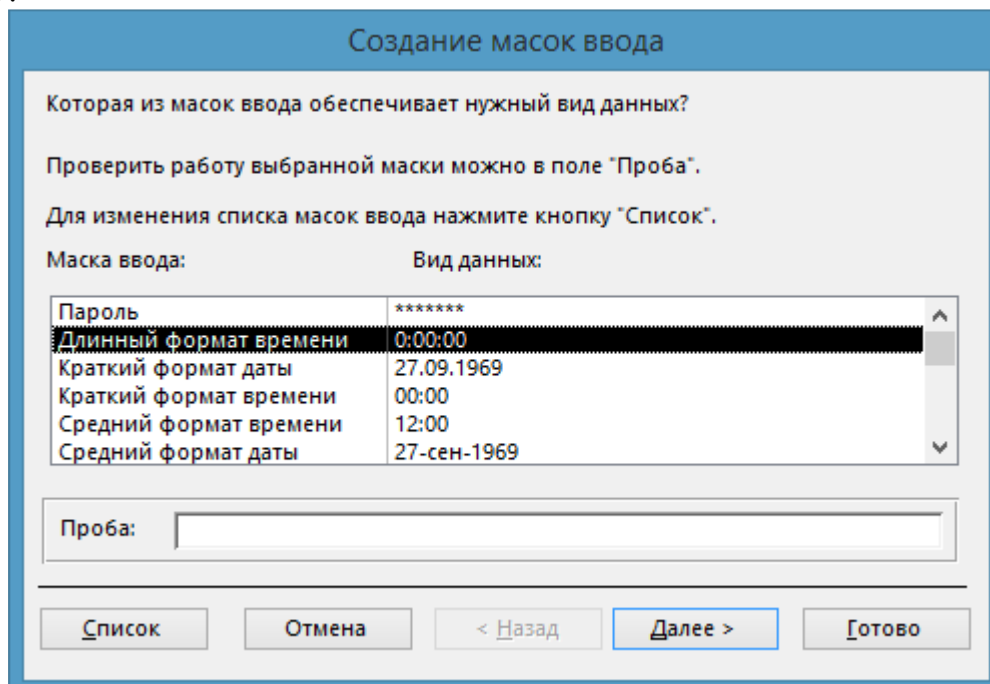 Создание масок ввода
Которая из масок ввода обеспечивает нужный вид данных?
Проверить работу выбранной маски можно в поле "Проба".
Для изменения списка масок ввода нажмите кнопку "Список".
Маска ввода: Вид данных:
Пароль *******
Длинный формат времени 0:00:00
Краткий формат даты 27.09.1969
Краткий формат времени 00:00
Средний формат времени 12:00
Средний формат даты 27-сен-1969
Проба:
Список Отмена < Назад Далее > Готово